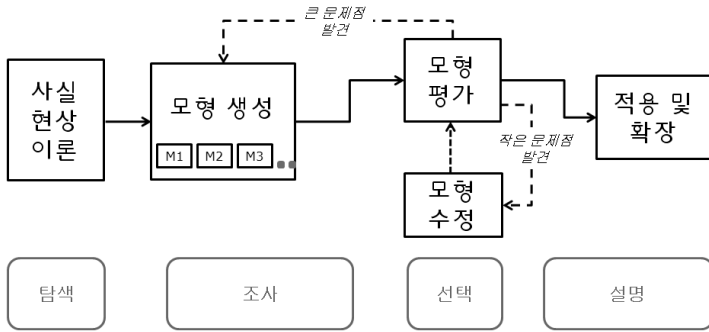 큰 문제점
발견
사실
현상
이론
모형 생성
M1 M2 M3
모형
평가
작은 문제점
발견
모형
수정
적용 및
확장
탐색
조사
선택
설명